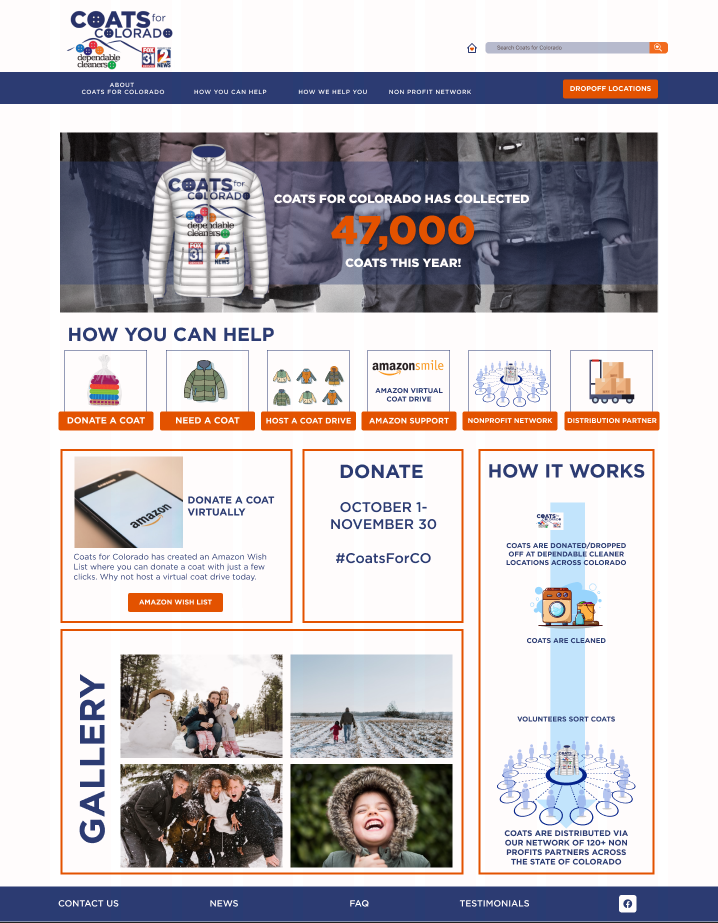 COATS for
COLORADO
dependable
cleaners
FOX
31
2
NEWS
Search Coats for Colorado
ABOUT
COATS FOR COLORADO
HOW YOU CAN HELP
HOW WE HELP YOU
NON PROFIT NETWORK
DROPOFF LOCATIONS
COATS for
COLORADO
dependable
cleaners
FOX
31
2
NEWS
COATS FOR COLORADO HAS COLLECTED
47,000
COATS THIS YEAR!
HOW YOU CAN HELP
amazonsmile
AMAZON VIRTUAL
COAT DRIVE
DONATE A COAT
NEED A COAT
HOST A COAT DRIVE
AMAZON SUPPORT
NONPROFIT NETWORK
DISTRIBUTION PARTNER
amazon
DONATE A COAT
VIRTUALLY
Coats for Colorado has created an Amazon Wish
List where you can donate a coat with just a few
clicks. Why not host a virtual coat drive today.
AMAZON WISH LIST
DONATE
OCTOBER 1-
NOVEMBER 30
#CoatsForCO
HOW IT WORKS
COATS
COATS ARE DONATED/DROPPED
OFF AT DEPENDABLE CLEANER
LOCATIONS ACROSS COLORADO
COATS ARE CLEANED
VOLUNTEERS SORT COATS
COATS
COATS ARE DISTRIBUTED VIA
OUR NETWORK OF 120+ NON
PROFITS PARTNERS ACROSS
THE STATE OF COLORADO
GALLERY
CONTACT US
NEWS
FAQ
TESTIMONIALS